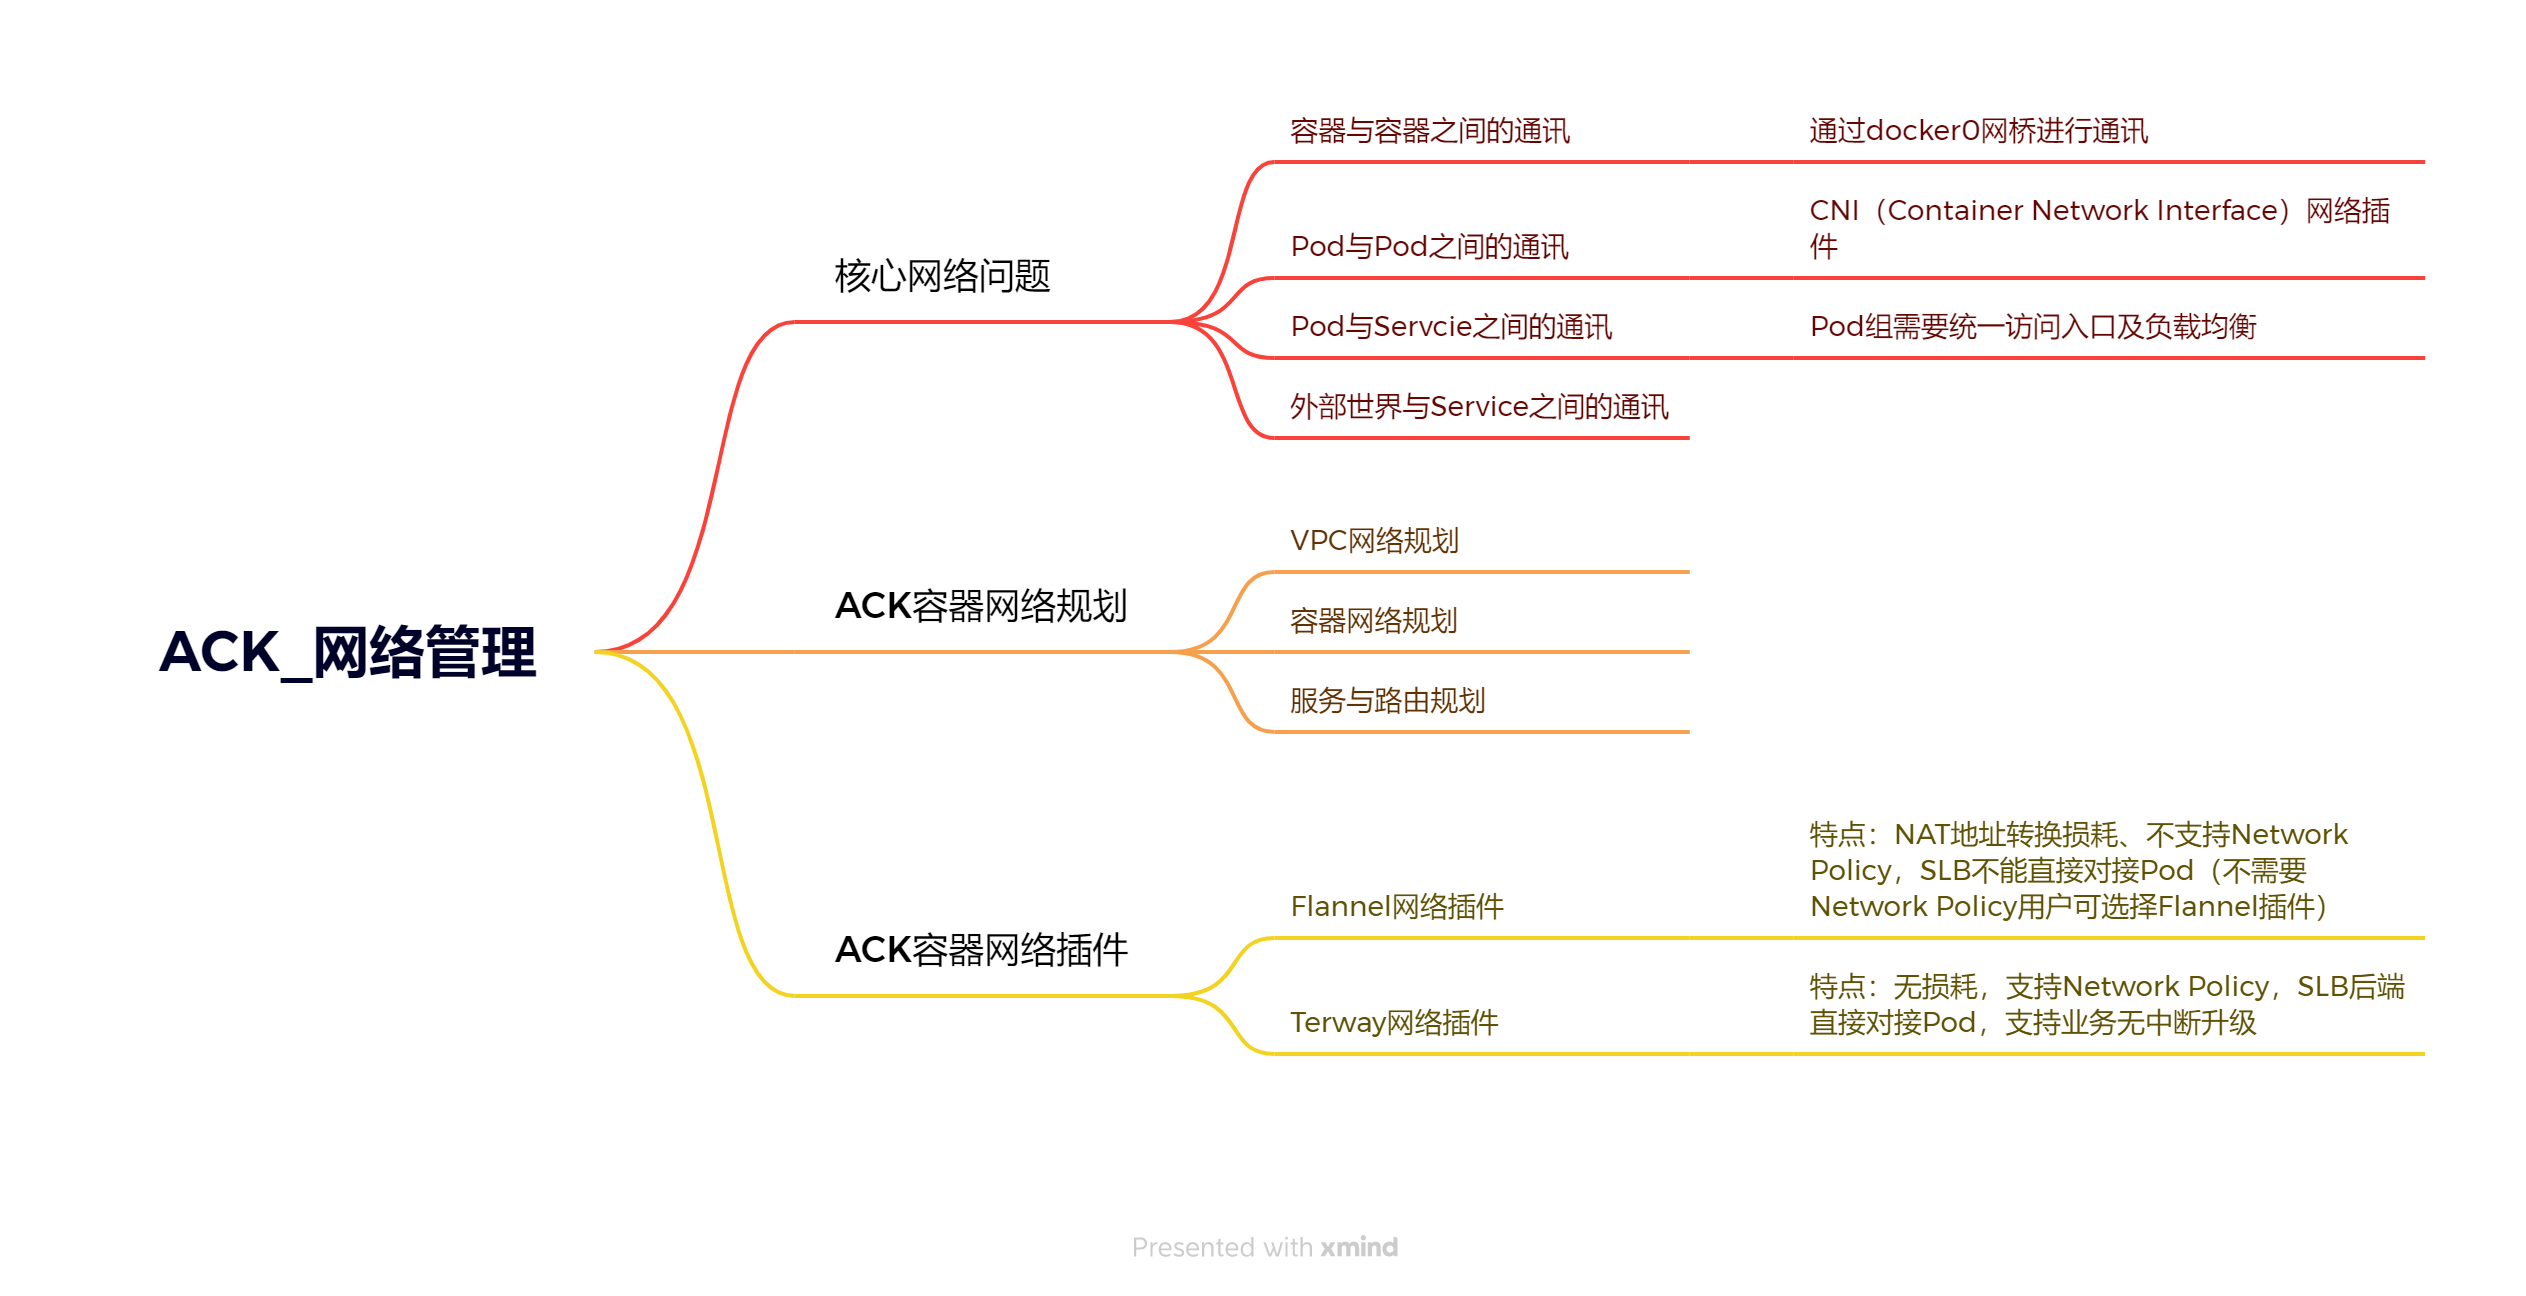 ACK_网络管理
核心网络问题
容器与容器之间的通讯
通过docker0网桥进行通讯
Pod与Pod之间的通讯
CNI（Container Network Interface）网络插
件
Pod与Servcie之间的通讯
Pod组需要统一访问入口及负载均衡
外部世界与Service之间的通讯
ACK容器网络规划
VPC网络规划
容器网络规划
服务与路由规划
ACK容器网络插件
Flannel网络插件
特点：NAT地址转换损耗、不支持Network
Policy，SLB不能直接对接Pod（不需要
Network Policy用户可选择Flannel插件）
Terway网络插件
特点：无损耗，支持Network Policy，SLB后端
直接对接Pod，支持业务无中断升级
Presented with xmind